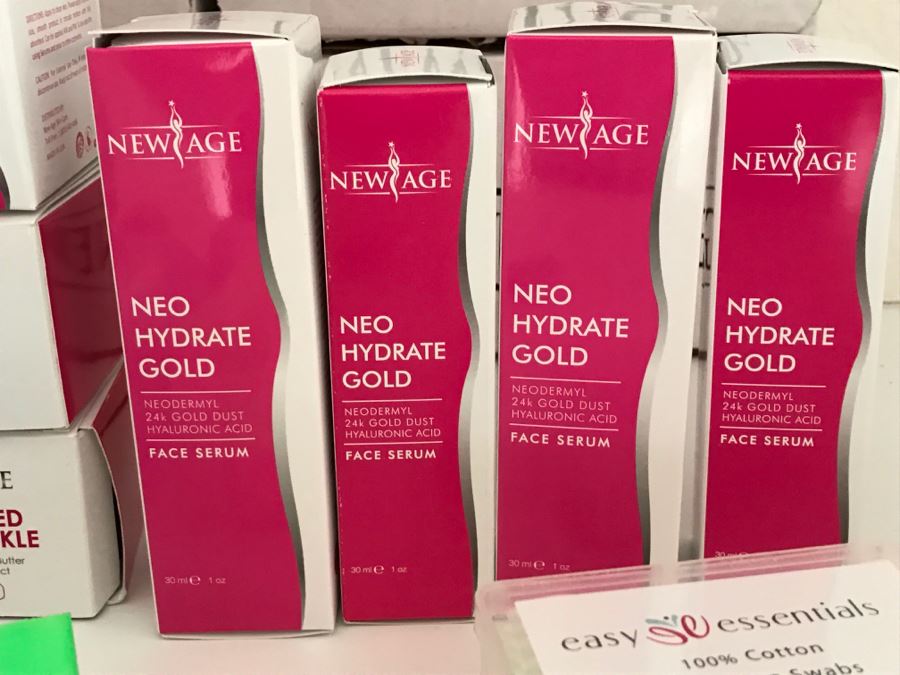 NEW AGE
NEO
HYDRATE
GOLD
NEODERMYL
24k GOLD DUST
HYALURONIC ACID
FACE SERUM
30 ml e 1 oz
NEW AGE
NEO
HYDRATE
GOLD
NEODERMYL
24k GOLD DUST
HYALURONIC ACID
FACE SERUM
30 ml e 1 oz
NEW AGE
NEO
HYDRATE
GOLD
NEODERMYL
24k GOLD DUST
HYALURONIC ACID
FACE SERUM
30 ml e 1 oz
NEW AGE
NEO
HYDRATE
GOLD
NEODERMYL
24k GOLD DUST
HYALURONIC ACID
FACE SERUM
30 ml
easy essentials
100% Cotton
Swabs